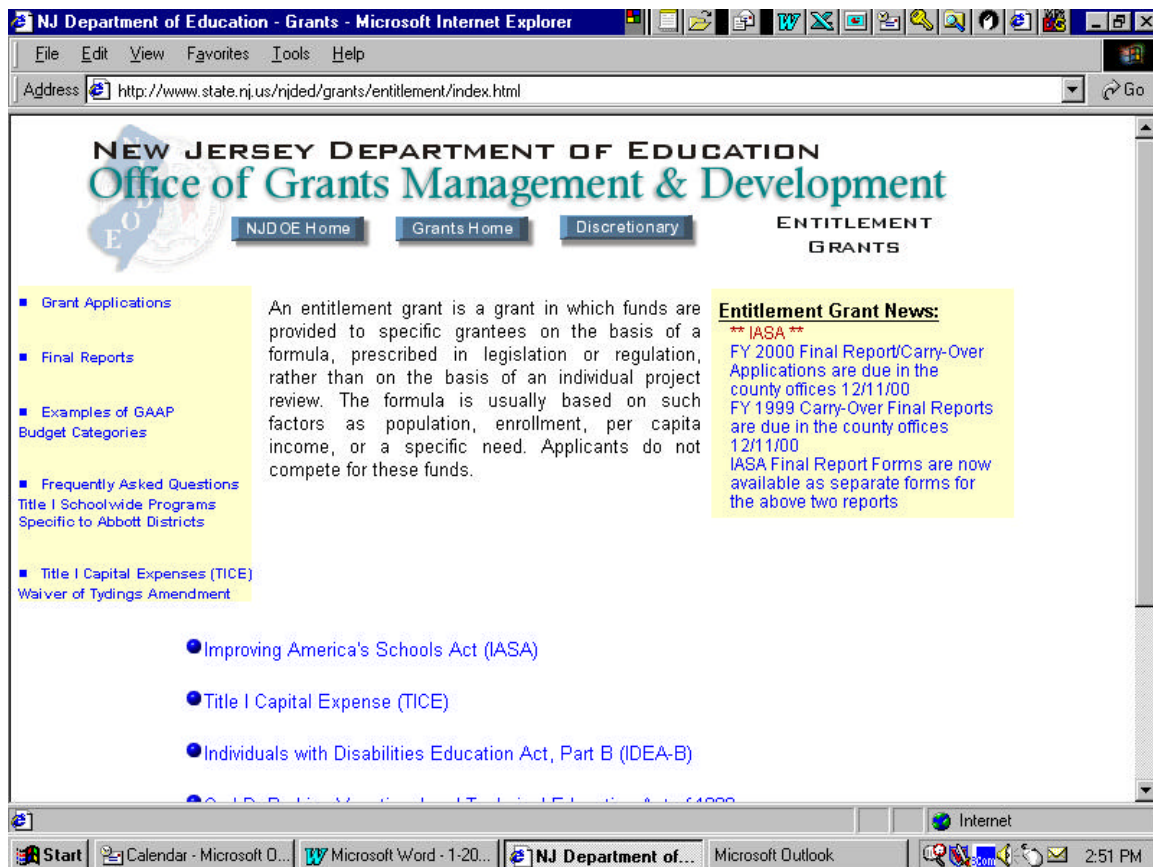 NJ Department of Education - Grants - Microsoft Internet Explorer
File Edit View Favorites Tools Help
Address http://www.state.nj.us/njded/grants/entitlement/index.html Go
NEW JERSEY DEPARTMENT OF EDUCATION
Office of Grants Management & Development
NJDOE Home Grants Home Discretionary
ENTITLEMENT
GRANTS
Grant Applications
Final Reports
Examples of GAAP
Budget Categories
Frequently Asked Questions
Title I Schoolwide Programs
Specific to Abbott Districts
Title I Capital Expenses (TICE)
Waiver of Tydings Amendment
An entitlement grant is a grant in which funds are
provided to specific grantees on the basis of a
formula, prescribed in legislation or regulation,
rather than on the basis of an individual project
review. The formula is usually based on such
factors as population, enrollment, per capita
income, or a specific need. Applicants do not
compete for these funds.
Entitlement Grant News:
** IASA **
FY 2000 Final Report/Carry-Over
Applications are due in the
county offices 12/11/00
FY 1999 Carry-Over Final Reports
are due in the county offices
12/11/00
IASA Final Report Forms are now
available as separate forms for
the above two reports
Improving America's Schools Act (IASA)
Title I Capital Expense (TICE)
Individuals with Disabilities Education Act, Part B (IDEA-B)
Internet
Start Calendar - Microsoft O... Microsoft Word - 1-20... NJ Department of... Microsoft Outlook 2:51 PM